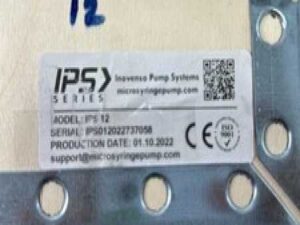 12
IPS
SERIES
Inovenso Pump Systems
microsyringepump.com
MODEL: IPS 12
SERIAL: IPS012022737058
PRODUCTION DATE: 01.10.2022
support@microsyringepump.com
CE
ISO